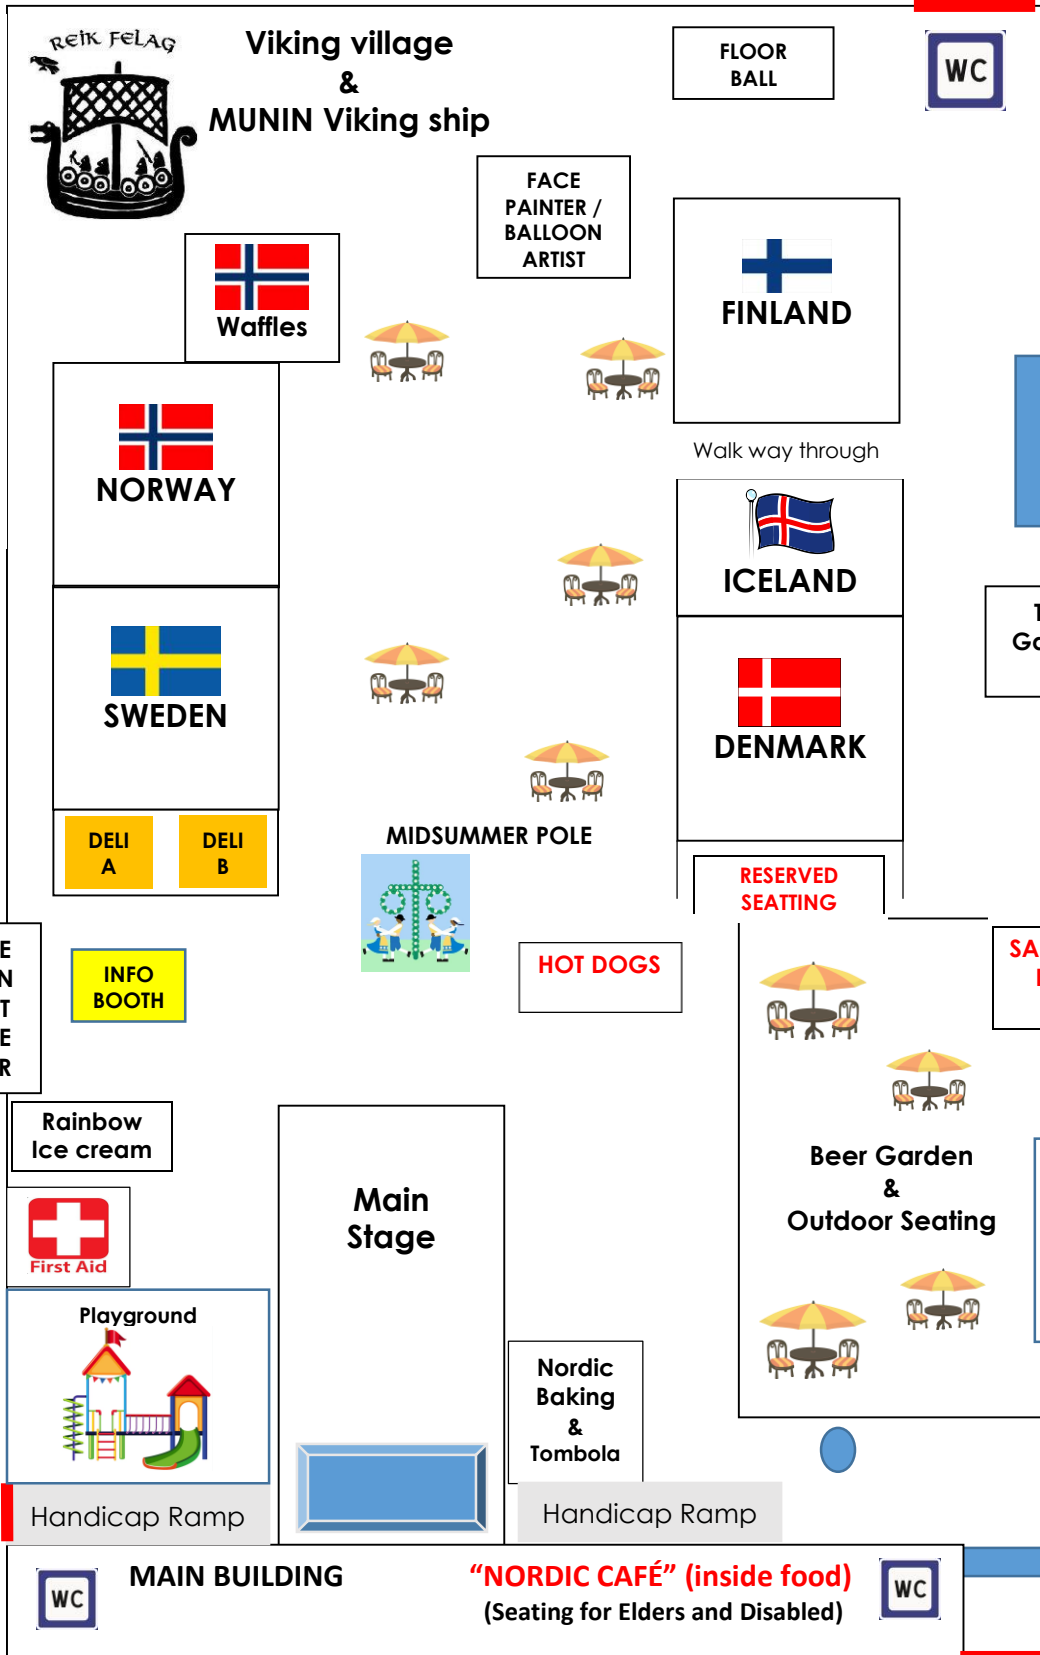 REIK FELAG
Viking village
&
MUNIN Viking ship
FLOOR
BALL
WC
FACE
PAINTER /
BALLOON
ARTIST
Waffles
FINLAND
NORWAY
Walk way through
ICELAND
SWEDEN
DENMARK
DELI
A
DELI
B
MIDSUMMER POLE
RESERVED
SEATTING
E
N
T
E
R
INFO
BOOTH
HOT DOGS
SA
Rainbow
Ice cream
First Aid
Main
Stage
Beer Garden
&
Outdoor Seating
Playground
Nordic
Baking
&
Tombola
Handicap Ramp
Handicap Ramp
WC
MAIN BUILDING
“NORDIC CAFÉ” (inside food)
(Seating for Elders and Disabled)
WC